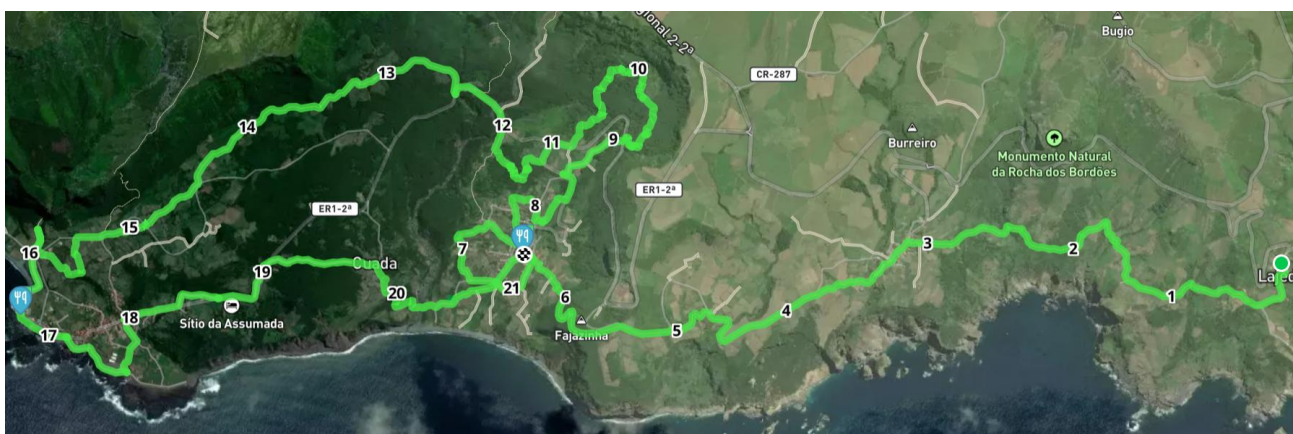 gional 2-2ª
Bugio
CR-287
Burreiro
Monumento Natural
da Rocha dos Bordões
ER1-2ª
ER1-2ª
10
13
14
12
11
9
8
15
16
7
3
2
1
Cuada
19
20
21
6
4
5
18
17
Sítio da Assumada
Fajazinha